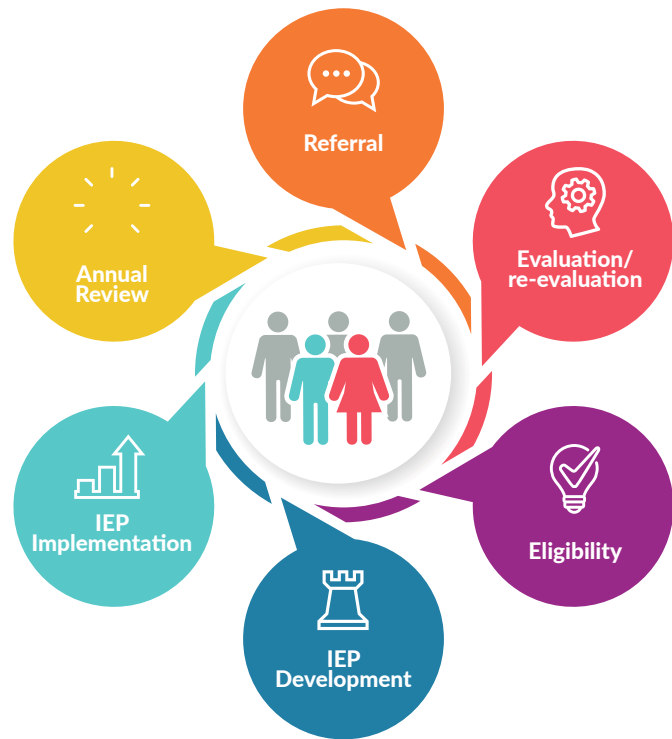 Referral
Evaluation/
re-evaluation
Eligibility
IEP
Development
IEP
Implementation
Annual
Review